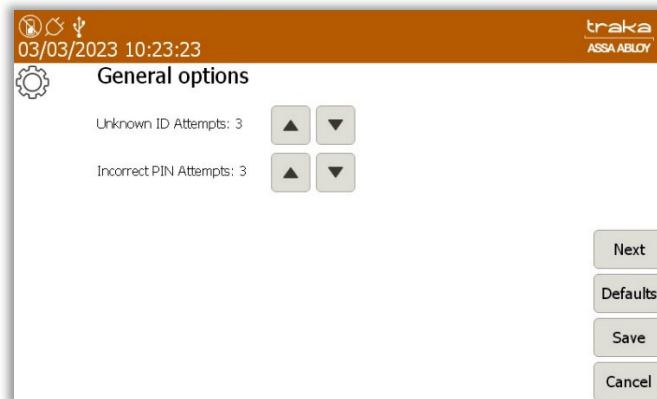 traka
03/03/2023 10:23:23
ASSA ABLOY
General options
Unknown ID Attempts: 3
Incorrect PIN Attempts: 3
Next
Defaults
Save
Cancel